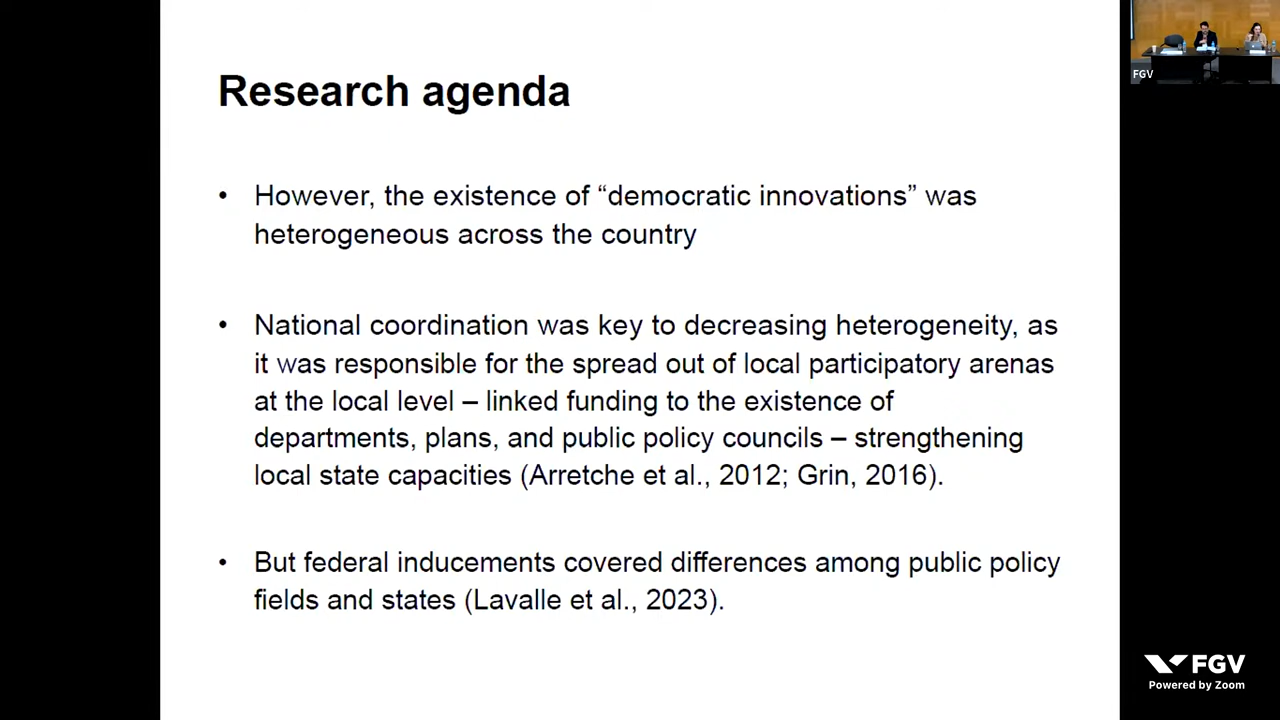 Research agenda
• However, the existence of “democratic innovations” was
heterogeneous across the country
• National coordination was key to decreasing heterogeneity, as
it was responsible for the spread out of local participatory arenas
at the local level – linked funding to the existence of
departments, plans, and public policy councils – strengthening
local state capacities (Arretche et al., 2012; Grin, 2016).
• But federal inducements covered differences among public policy
fields and states (Lavalle et al., 2023).
FGV
FGV
Powered by Zoom